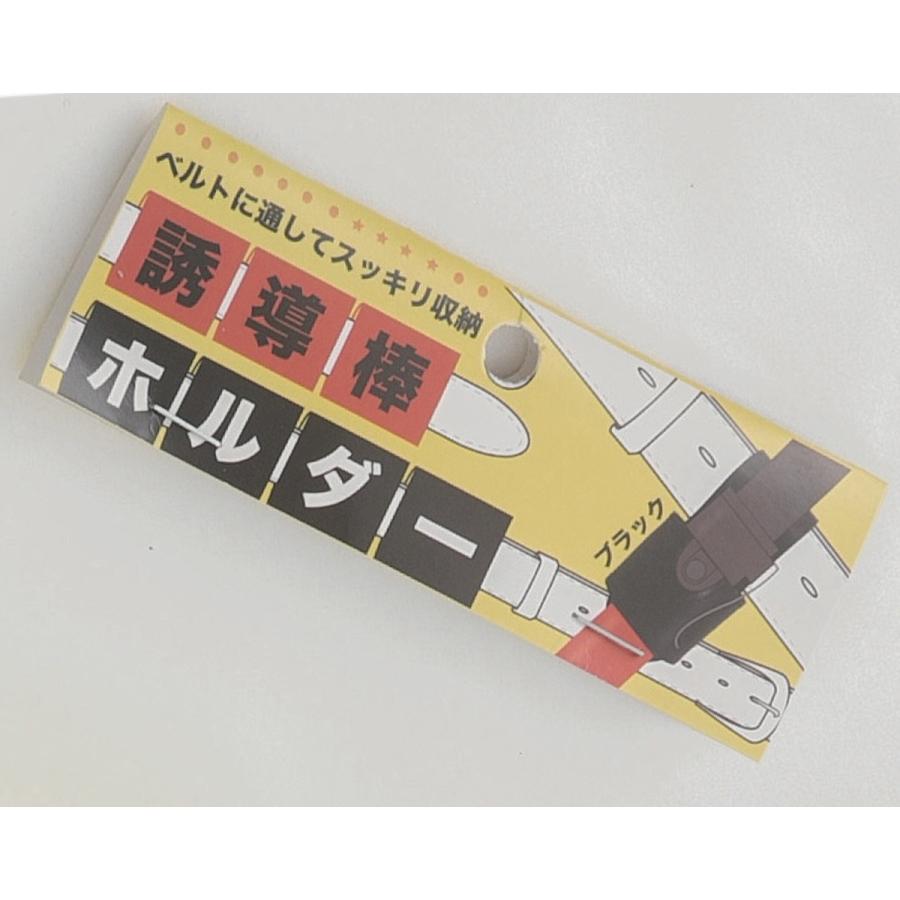 ベルトに通してスッキリ収納
誘導棒
ホルダー
ブラック